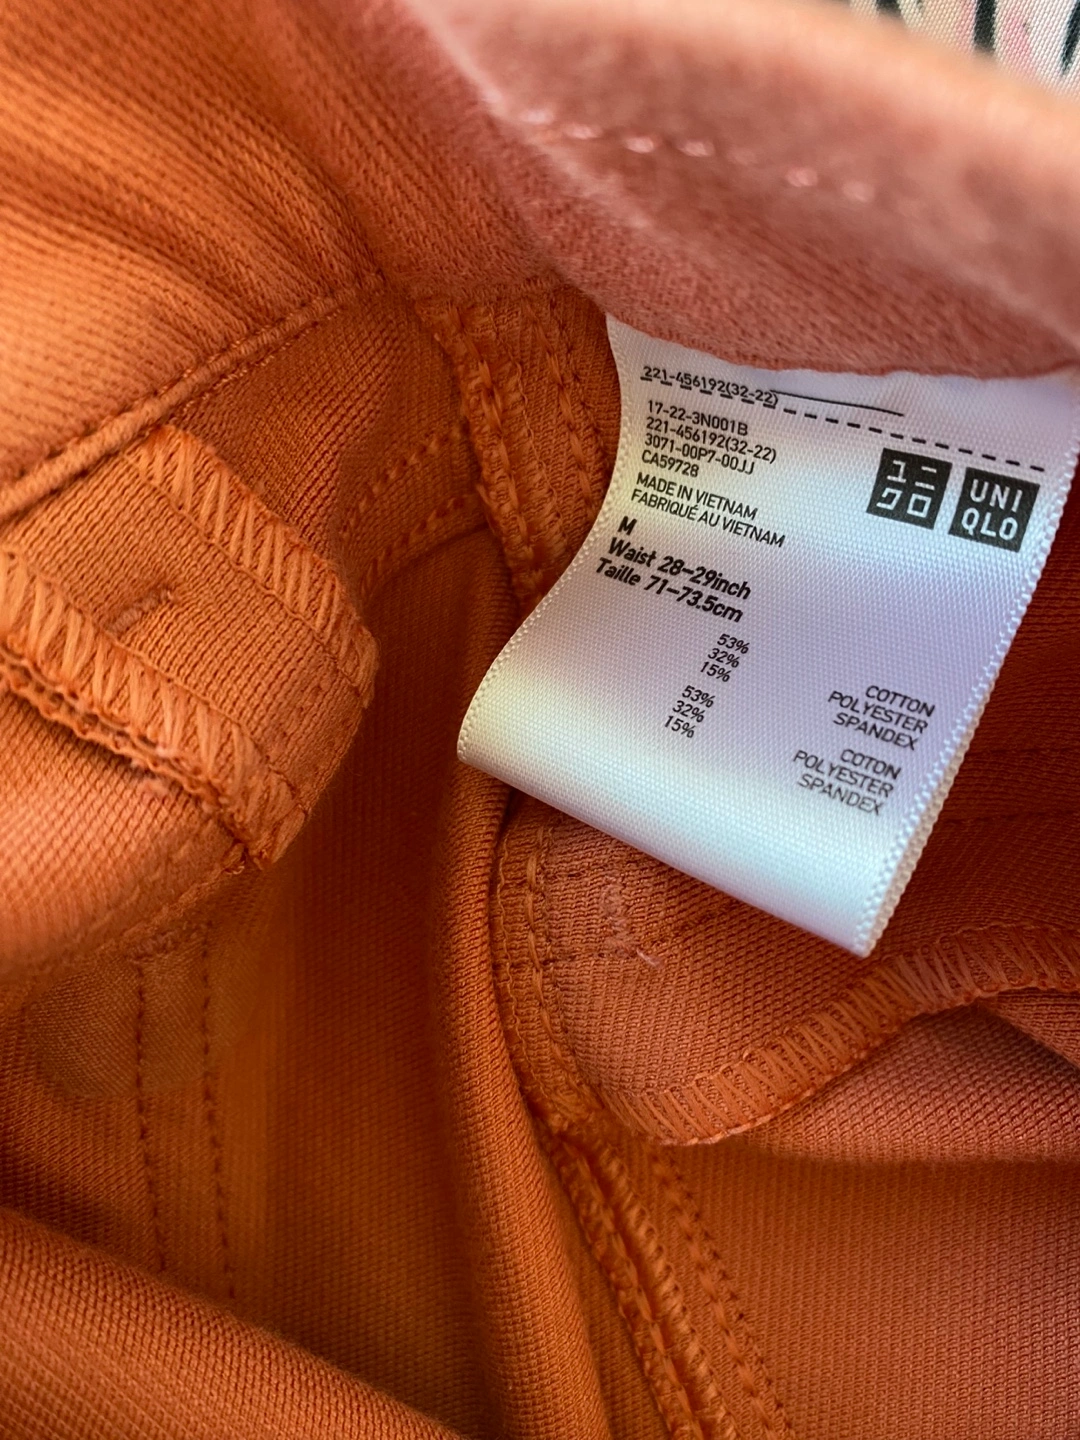 221-456192(32-22)
17-22-3N001B
221-456192(32-22)
3071-00P7-00JJ
CA59728
ユニ
クロ
UNI
QLO
MADE IN VIETNAM
FABRIQUÉ AU VIETNAM
M
Waist 28–29inch
Taille 71–73.5cm
53% COTTON
32% POLYESTER
15% SPANDEX
53% COTON
32% POLYESTER
15% SPANDEX